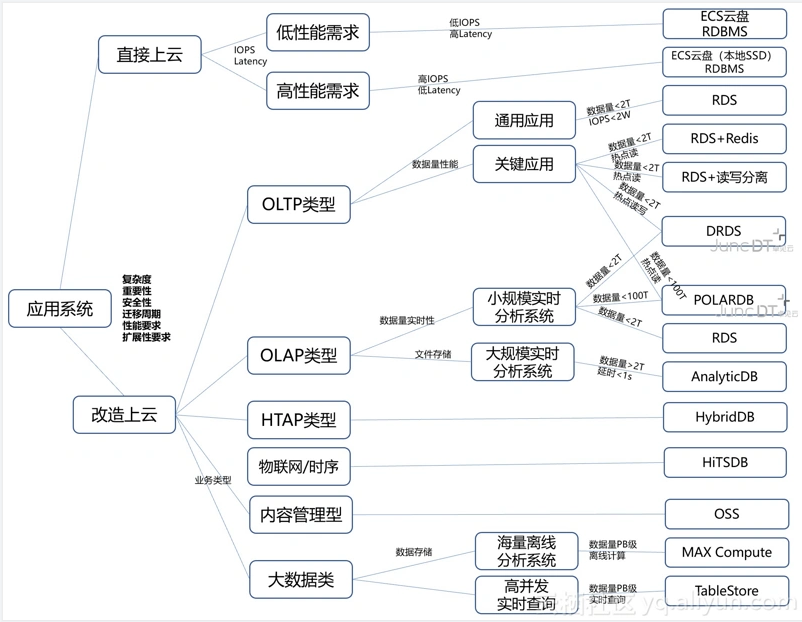 应用系统
复杂度
重要性
安全性
迁移周期
性能要求
扩展性要求
直接上云
IOPS
Latency
低性能需求
低IOPS
高Latency
ECS云盘
RDBMS
高性能需求
高IOPS
低Latency
ECS云盘（本地SSD）
RDBMS
改造上云
业务类型
OLTP类型
数据量性能
通用应用
数据量<2T
IOPS<2W
RDS
关键应用
数据量<2T
热点读
RDS+Redis
数据量<2T
热点读
RDS+读写分离
数据量<2T
热点读写
DRDS
数据量<100T
热点读
POLARDB
OLAP类型
数据量实时性
小规模实时
分析系统
数据量<2T
数据量<100T
数据量<2T
RDS
文件存储
大规模实时
分析系统
数据量>2T
延时<1s
AnalyticDB
HTAP类型
HybridDB
物联网/时序
HiTSDB
内容管理型
OSS
大数据类
数据存储
海量离线
分析系统
数据量PB级
离线计算
MAX Compute
高并发
实时查询
数据量PB级
实时查询
TableStore
yq.aliyun.com